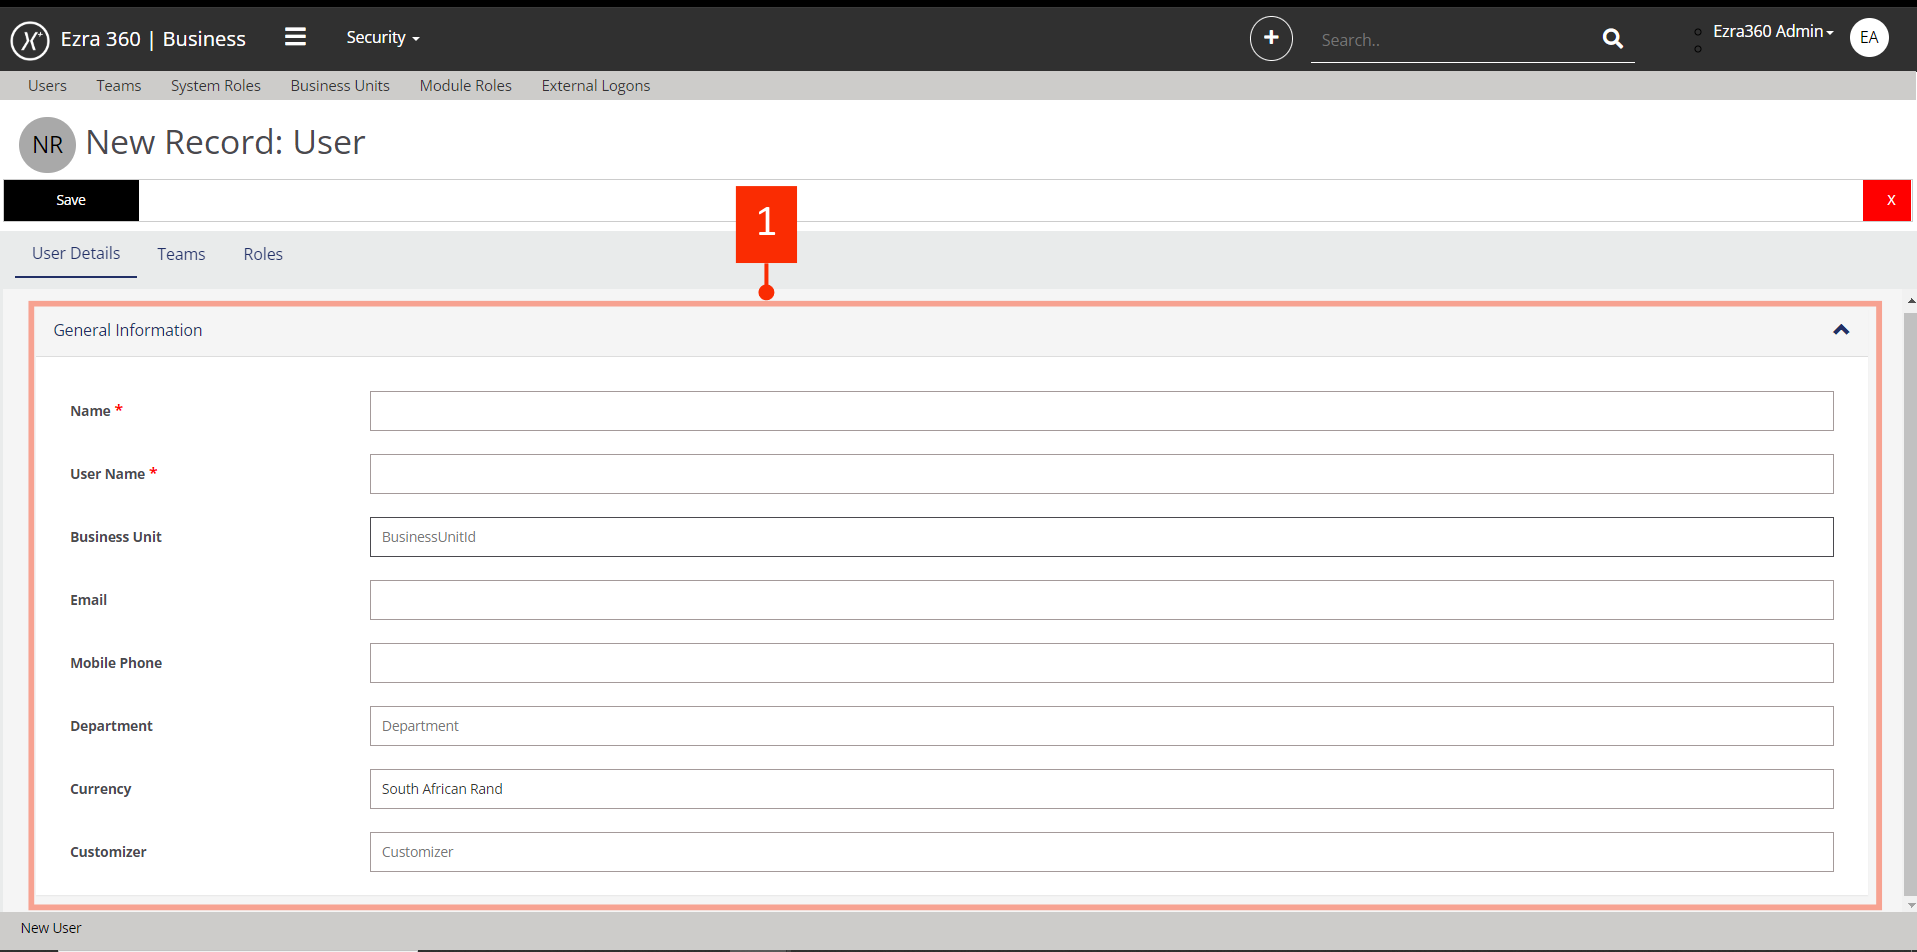 Ezra 360 | Business
Security
Search..
Ezra360 Admin
EA
Users Teams System Roles Business Units Module Roles External Logons
NR New Record: User
Save
X
1
User Details Teams Roles
General Information
Name *
User Name *
Business Unit BusinessUnitId
Email
Mobile Phone
Department Department
Currency South African Rand
Customizer Customizer
New User